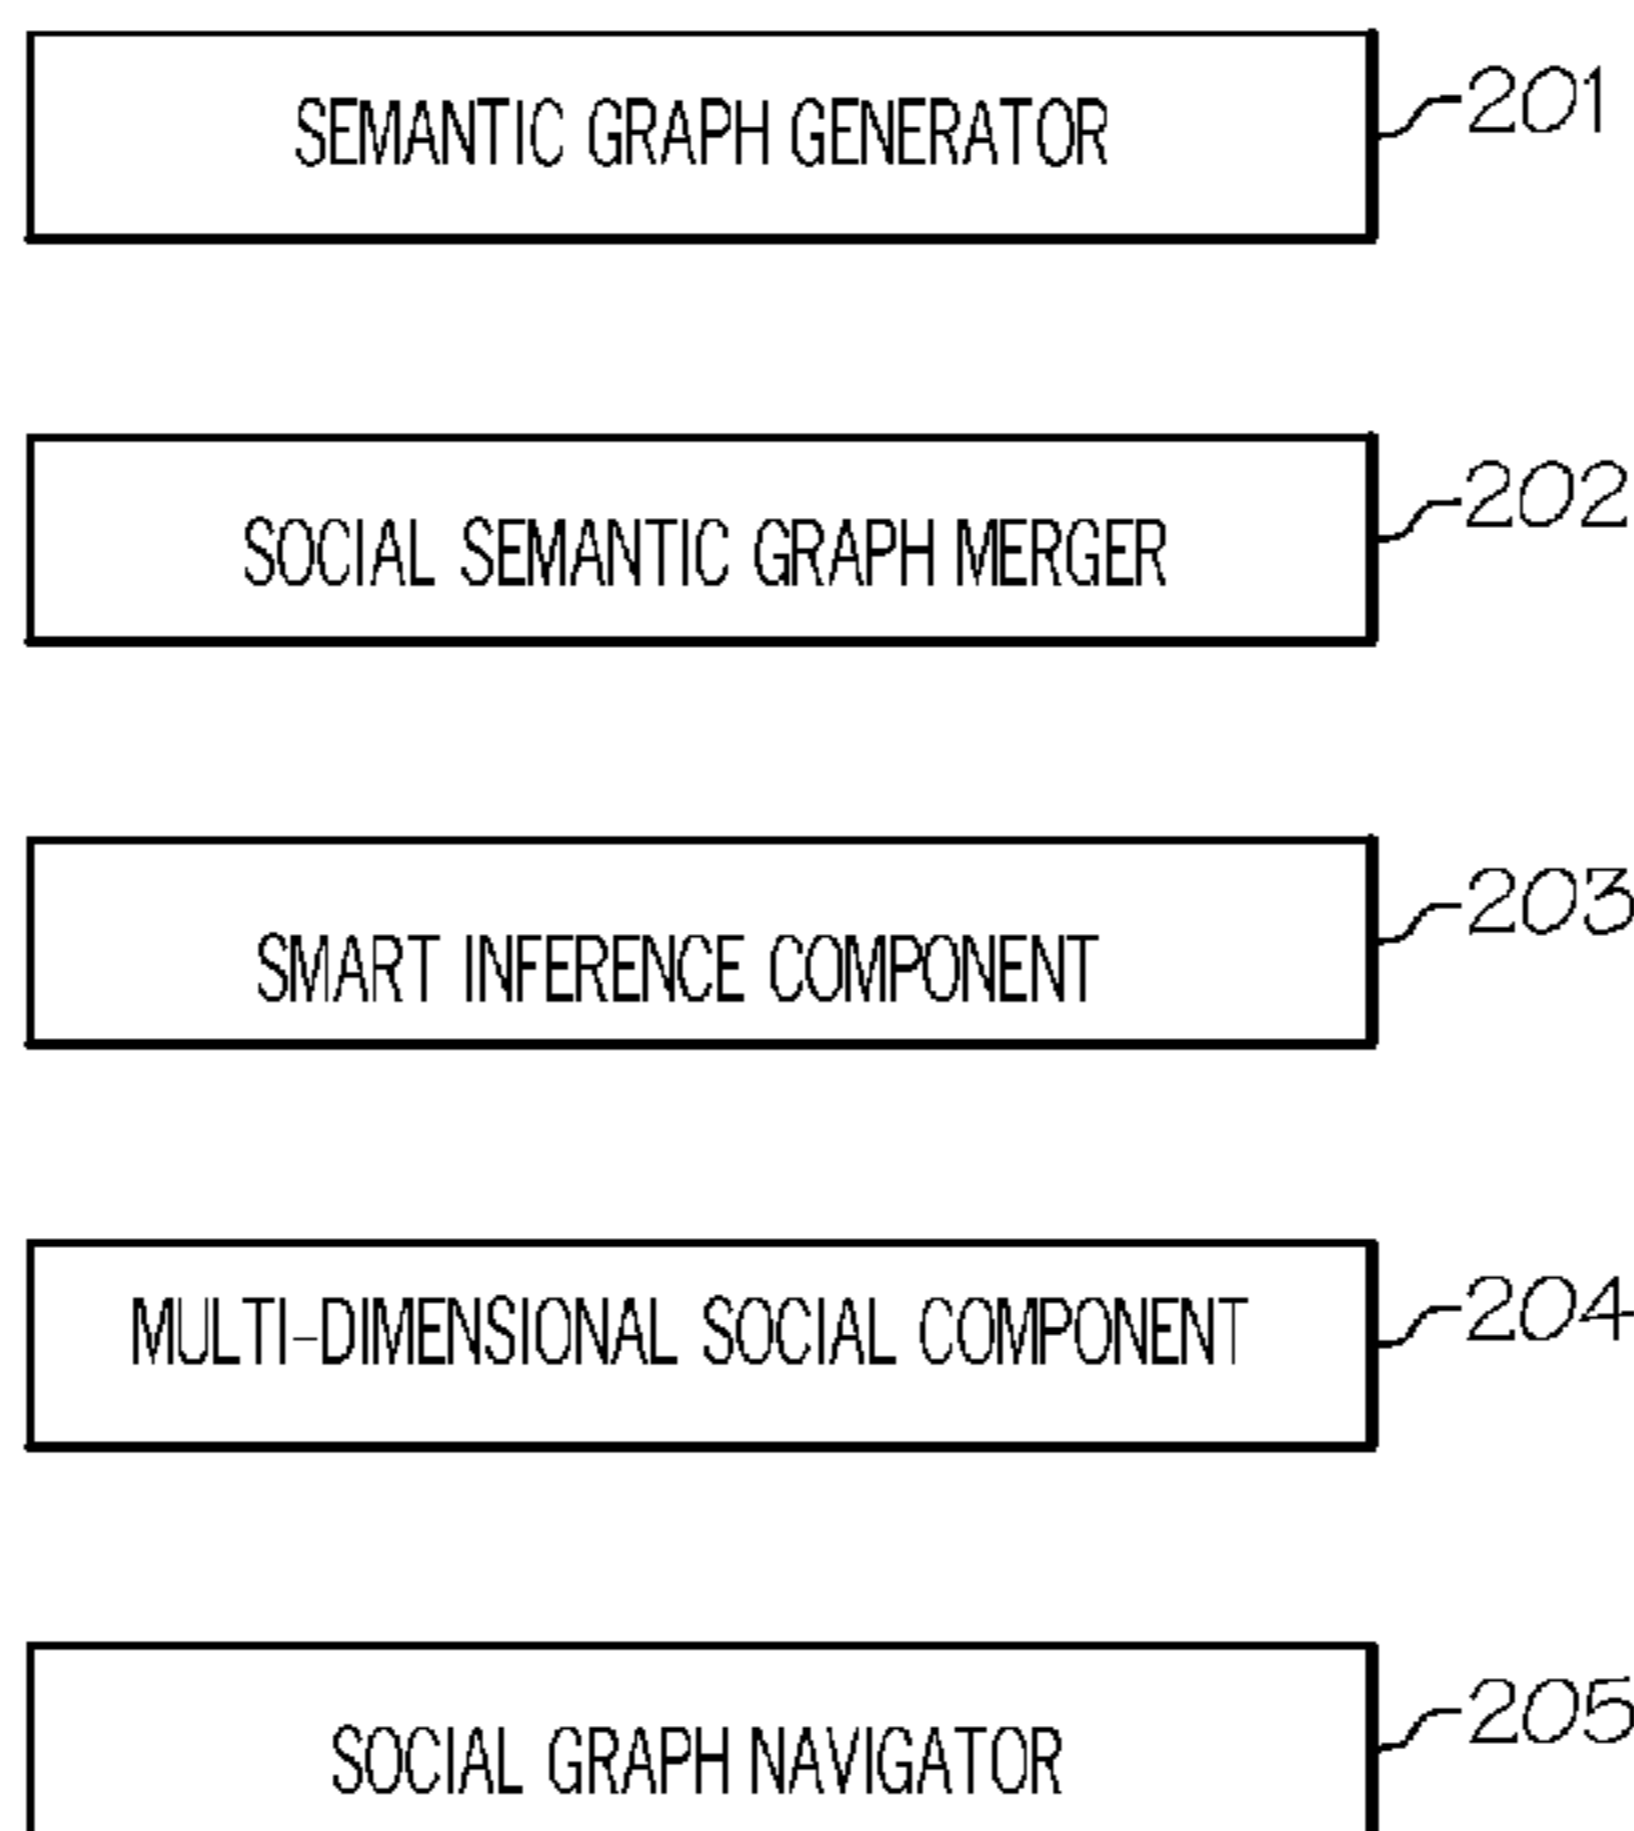 SEMANTIC GRAPH GENERATOR 201
SOCIAL SEMANTIC GRAPH MERGER 202
SMART INFERENCE COMPONENT 203
MULTI-DIMENSIONAL SOCIAL COMPONENT 204
SOCIAL GRAPH NAVIGATOR 205